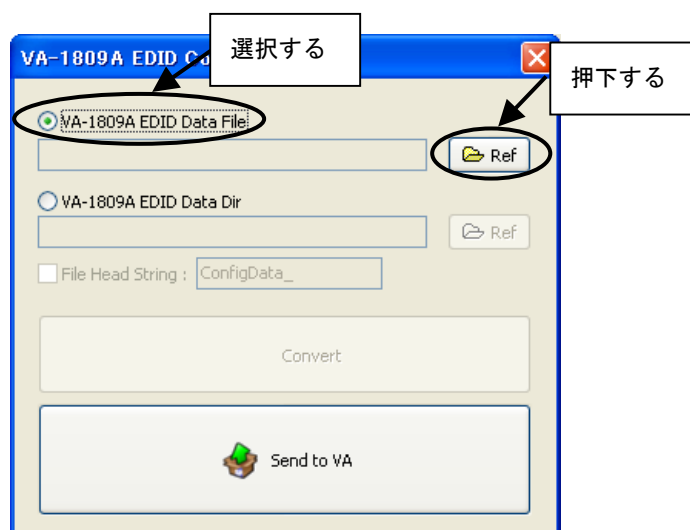 選択する
VA-1809A EDID Co
押下する
VA-1809A EDID Data File
Ref
VA-1809A EDID Data Dir
Ref
File Head String : ConfigData_
Convert
Send to VA